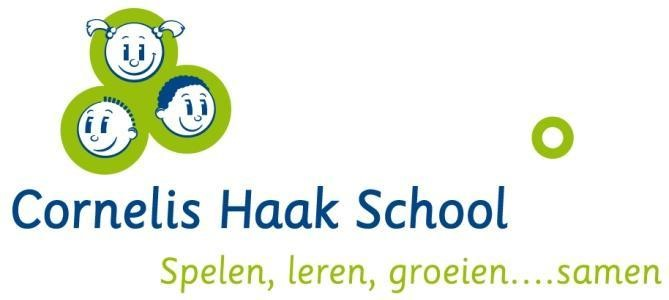 Cornelis Haak School
Spelen, leren, groeien....samen